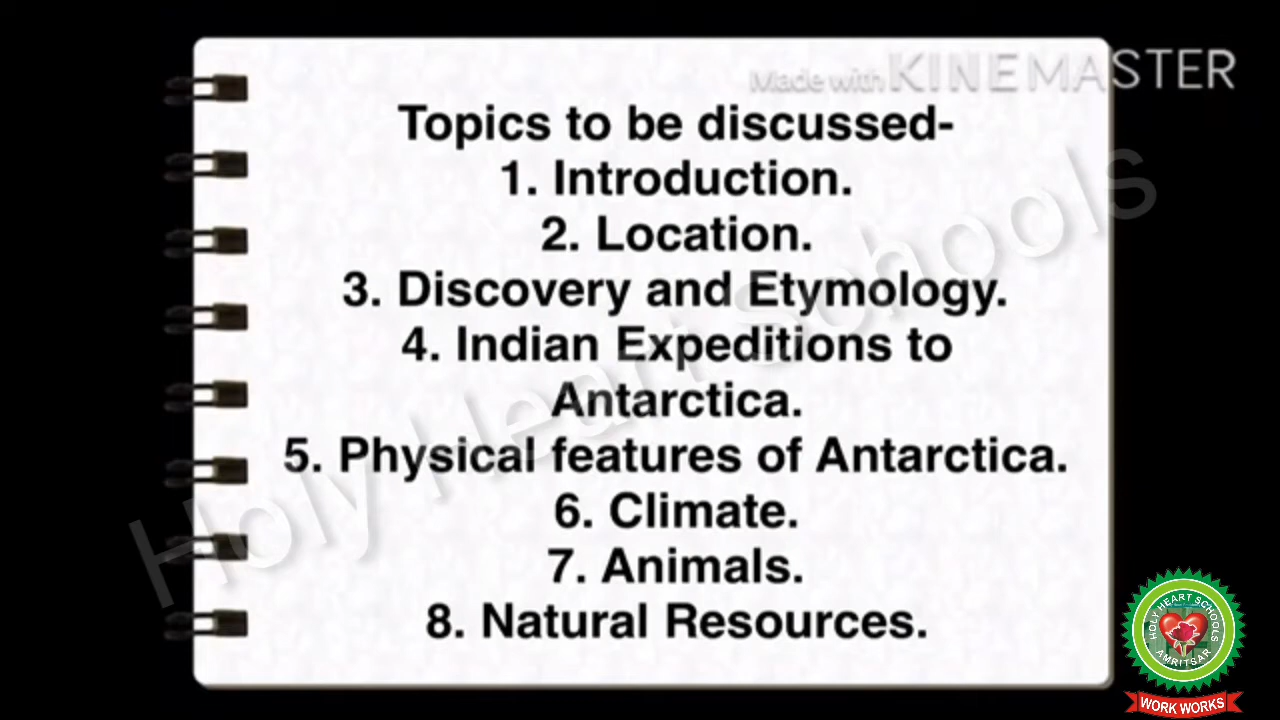 Made with KINEMASTER
Topics to be discussed-
1. Introduction.
2. Location.
3. Discovery and Etymology.
4. Indian Expeditions to
Antarctica.
5. Physical features of Antarctica.
6. Climate.
7. Animals.
8. Natural Resources.
Holy Heart Schools
HOLY HEART SCHOOLS
AMRITSAR
WORK WORKS